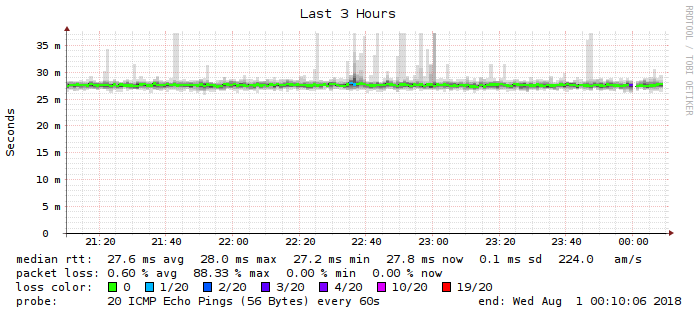 Last 3 Hours
RRDTOOL / TOBI OETIKER
Seconds
35 m
30 m
25 m
20 m
15 m
10 m
5 m
0
21:20 21:40 22:00 22:20 22:40 23:00 23:20 23:40 00:00
median rtt: 27.6 ms avg 28.0 ms max 27.2 ms min 27.8 ms now 0.1 ms sd 224.0 am/s
packet loss: 0.60 % avg 88.33 % max 0.00 % min 0.00 % now
loss color: 0 1/20 2/20 3/20 4/20 10/20 19/20
probe: 20 ICMP Echo Pings (56 Bytes) every 60s end: Wed Aug 1 00:10:06 2018